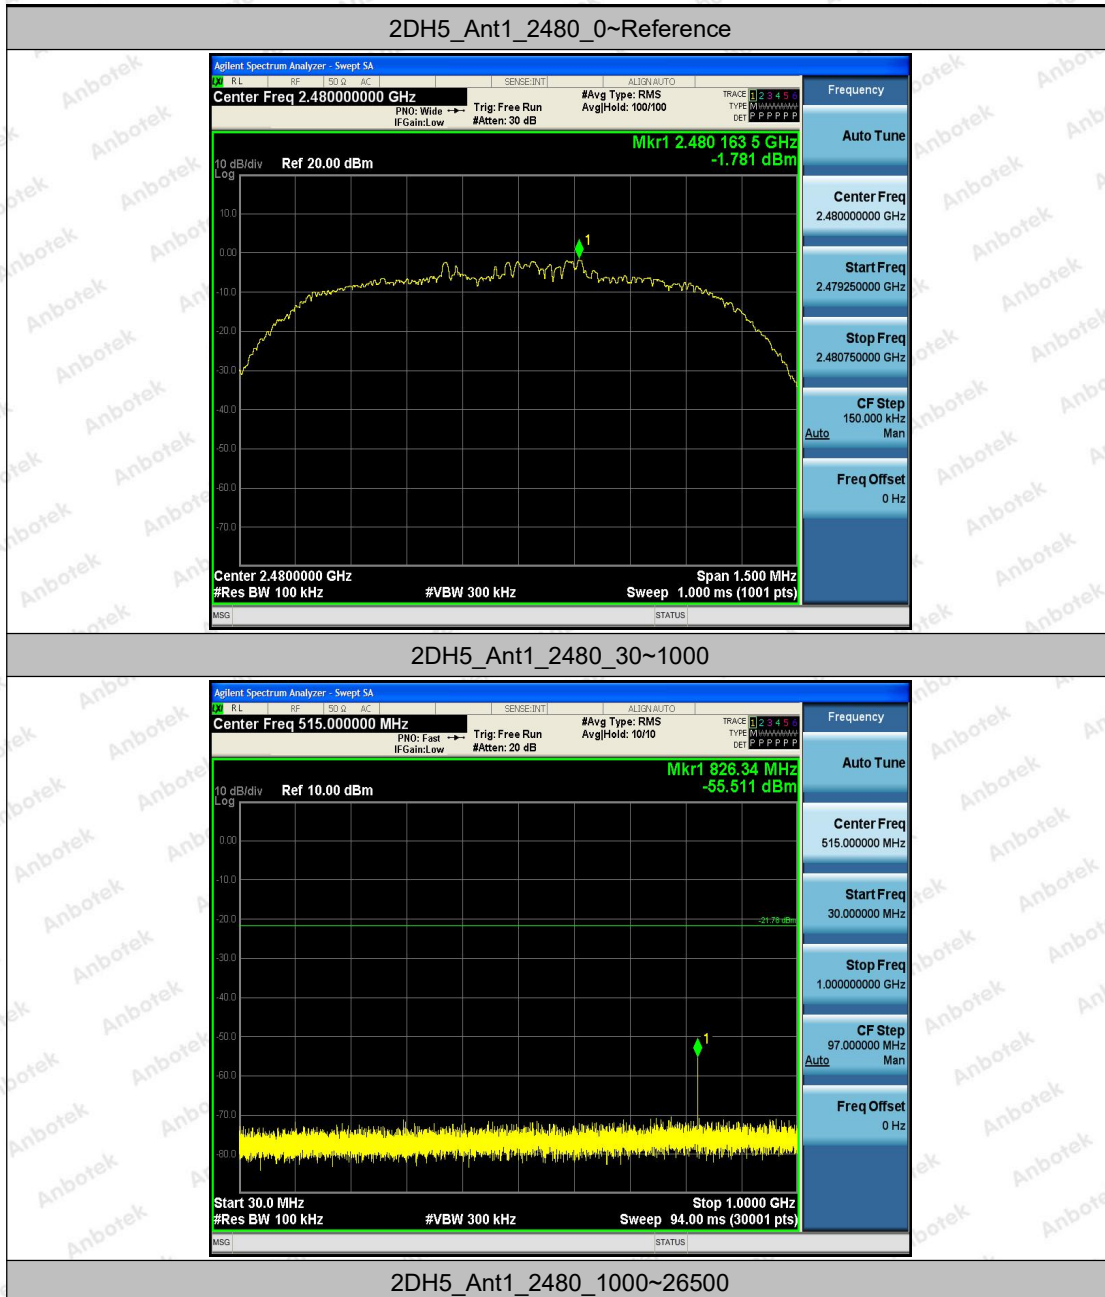 2DH5_Ant1_2480_0~Reference
Agilent Spectrum Analyzer - Swept SA
RL RF 50 Ω AC SENSE:INT ALIGN AUTO
Center Freq 2.480000000 GHz
PNO: Wide
IFGain:Low
Trig: Free Run
#Atten: 30 dB
#Avg Type: RMS
Avg|Hold: 100/100
TRACE 1 2 3 4 5 6
TYPE M
DET P P P P P P
Mkr1 2.480 163 5 GHz
-1.781 dBm
10 dB/div Ref 20.00 dBm
Log
10.0
0.00
-10.0
-20.0
-30.0
-40.0
-50.0
-60.0
-70.0
1
Center 2.4800000 GHz Span 1.500 MHz
#Res BW 100 kHz #VBW 300 kHz Sweep 1.000 ms (1001 pts)
MSG STATUS
Frequency
Auto Tune
Center Freq
2.480000000 GHz
Start Freq
2.479250000 GHz
Stop Freq
2.480750000 GHz
CF Step
150.000 kHz
Auto Man
Freq Offset
0 Hz
2DH5_Ant1_2480_30~1000
Agilent Spectrum Analyzer - Swept SA
RL RF 50 Ω AC SENSE:INT ALIGN AUTO
Center Freq 515.000000 MHz
PNO: Fast
IFGain:Low
Trig: Free Run
#Atten: 20 dB
#Avg Type: RMS
Avg|Hold: 10/10
TRACE 1 2 3 4 5 6
TYPE M
DET P P P P P P
Mkr1 826.34 MHz
-55.511 dBm
10 dB/div Ref 10.00 dBm
Log
0.00
-10.0
-20.0
-30.0
-40.0
-50.0
-60.0
-70.0
-80.0
-21.78 dBm
1
Start 30.0 MHz Stop 1.0000 GHz
#Res BW 100 kHz #VBW 300 kHz Sweep 94.00 ms (30001 pts)
MSG STATUS
Frequency
Auto Tune
Center Freq
515.000000 MHz
Start Freq
30.000000 MHz
Stop Freq
1.000000000 GHz
CF Step
97.000000 MHz
Auto Man
Freq Offset
0 Hz
2DH5_Ant1_2480_1000~26500